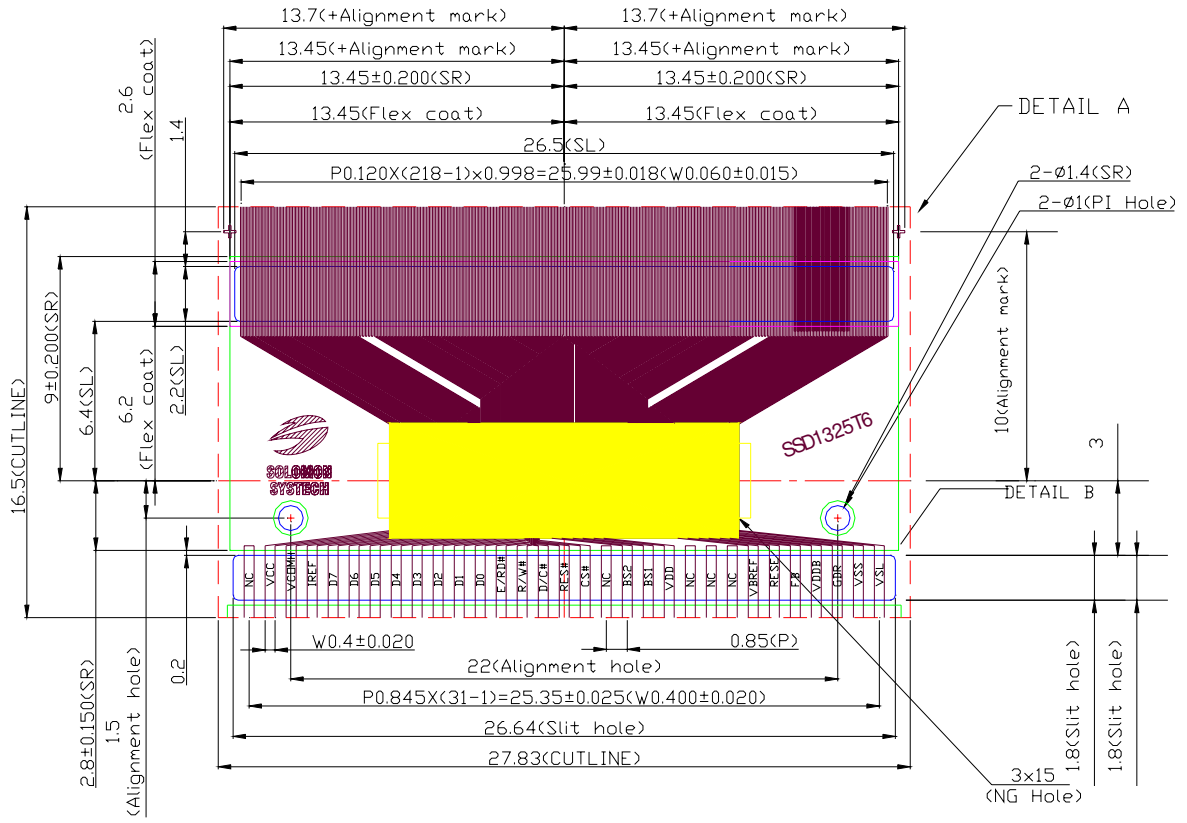 13.7(+Alignment mark)
13.7(+Alignment mark)
13.45(+Alignment mark)
13.45(+Alignment mark)
13.45±0.200(SR)
13.45±0.200(SR)
13.45(Flex coat)
13.45(Flex coat)
26.5(SL)
P0.120X(218-1)x0.998=25.99±0.018(W0.060±0.015)
DETAIL A
2-ø1.4(SR)
2-ø1(PI Hole)
2.6
(Flex coat)
1.4
16.5(CUTLINE)
9±0.200(SR)
6.4(SL)
6.2
(Flex coat)
2.2(SL)
10(Alignment mark)
3
SOLOMON
SYSTECH
SSD1325T6
DETAIL B
NC
VCC
VCOMH
IREF
D7
D6
D5
D4
D3
D2
D1
D0
E/RD#
R/W#
D/C#
RES#
CS#
NC
BS2
BS1
VDD
NC
NC
NC
VBREF
RESE
FB
VDDB
GDR
VSS
VSL
W0.4±0.020
0.85(P)
22(Alignment hole)
P0.845X(31-1)=25.35±0.025(W0.400±0.020)
26.64(Slit hole)
27.83(CUTLINE)
2.8±0.150(SR)
1.5
(Alignment hole)
0.2
1.8(Slit hole)
1.8(Slit hole)
3x15
(NG Hole)